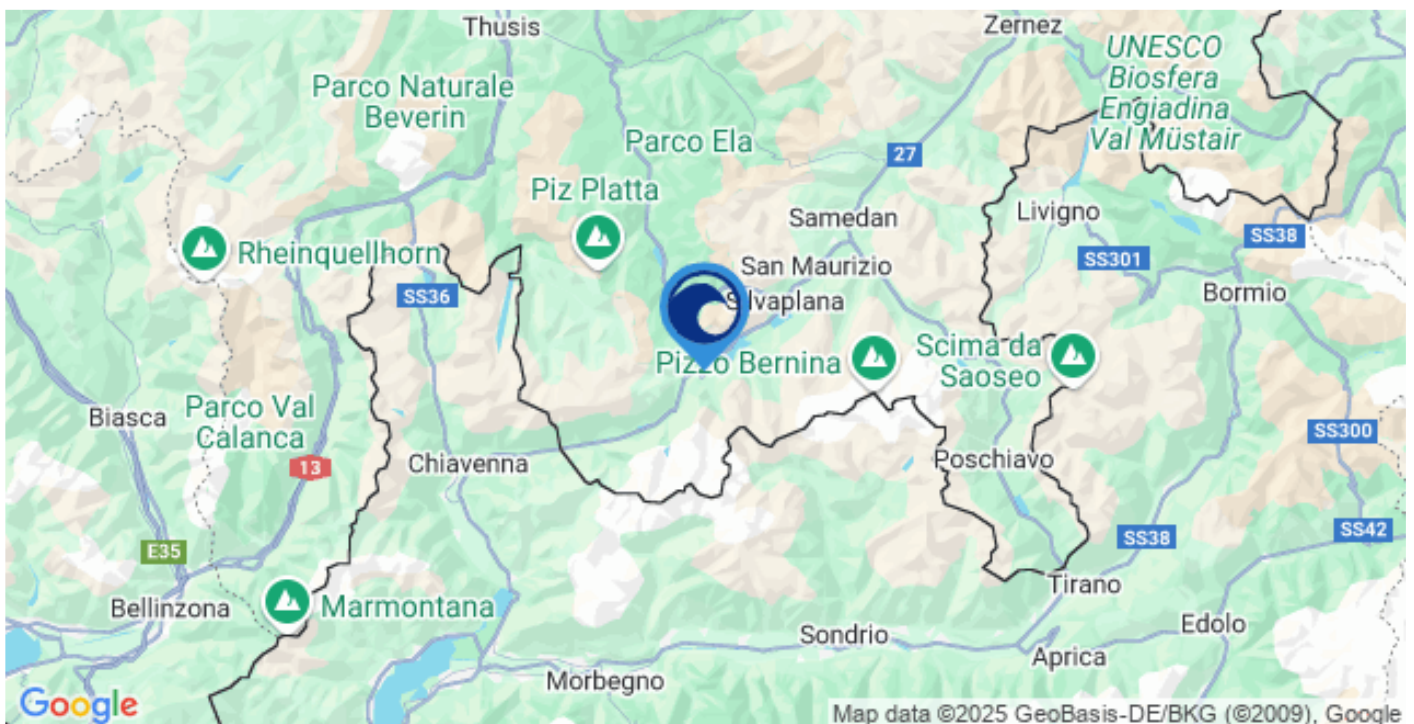 Thusis
Zernez
UNESCO
Biosfera
Engiadina
Val Müstair
Parco Naturale
Beverin
Parco Ela
27
Piz Platta
Samedan
Livigno
SS38
Rheinquellhorn
San Maurizio
SS301
SS36
Silvaplana
Bormio
Pizzo Bernina
Scima da
Saoseo
Biasca
Parco Val
Calanca
SS300
13
Chiavenna
Poschiavo
E35
SS38
SS42
Tirano
Bellinzona
Marmontana
Sondrio
Edolo
Aprica
Morbegno
Google
Map data ©2025 GeoBasis-DE/BKG (©2009), Google